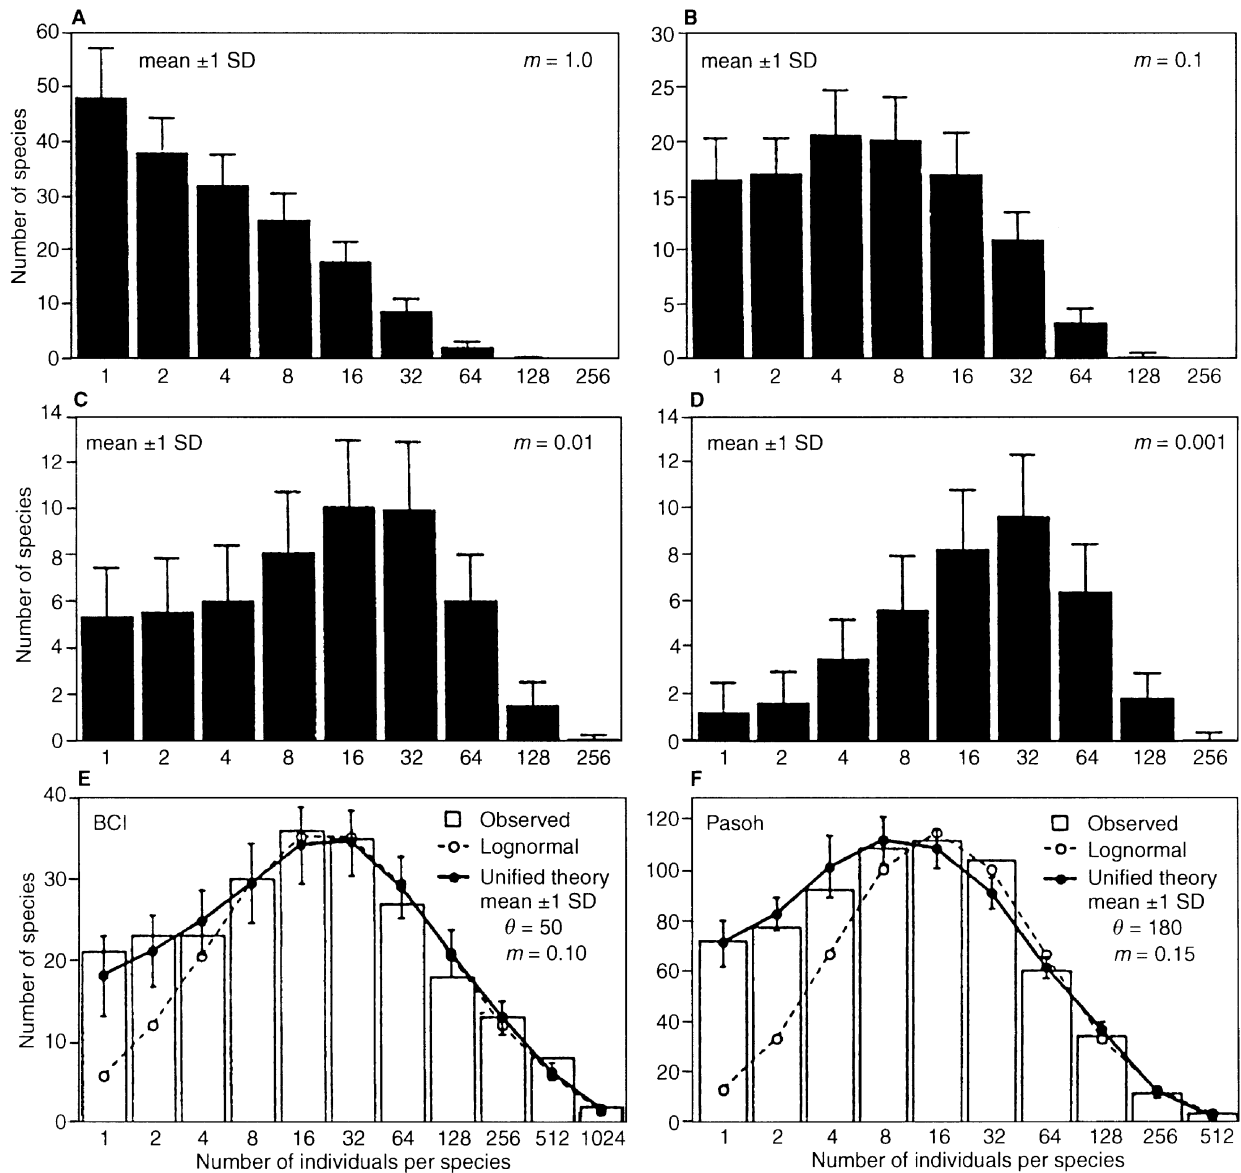 A
60
50
40
30
20
10
0
Number of species
mean ±1 SD
m = 1.0
1 2 4 8 16 32 64 128 256
B
30
25
20
15
10
5
0
mean ±1 SD
m = 0.1
1 2 4 8 16 32 64 128 256
C
14
12
10
8
6
4
2
0
Number of species
mean ±1 SD
m = 0.01
1 2 4 8 16 32 64 128 256
D
14
12
10
8
6
4
2
0
mean ±1 SD
m = 0.001
1 2 4 8 16 32 64 128 256
E
40
30
20
10
0
Number of species
BCI
Observed
Lognormal
Unified theory
mean ±1 SD
θ = 50
m = 0.10
1 2 4 8 16 32 64 128 256 512 1024
Number of individuals per species
F
120
100
80
60
40
20
0
Pasoh
Observed
Lognormal
Unified theory
mean ±1 SD
θ = 180
m = 0.15
1 2 4 8 16 32 64 128 256 512
Number of individuals per species